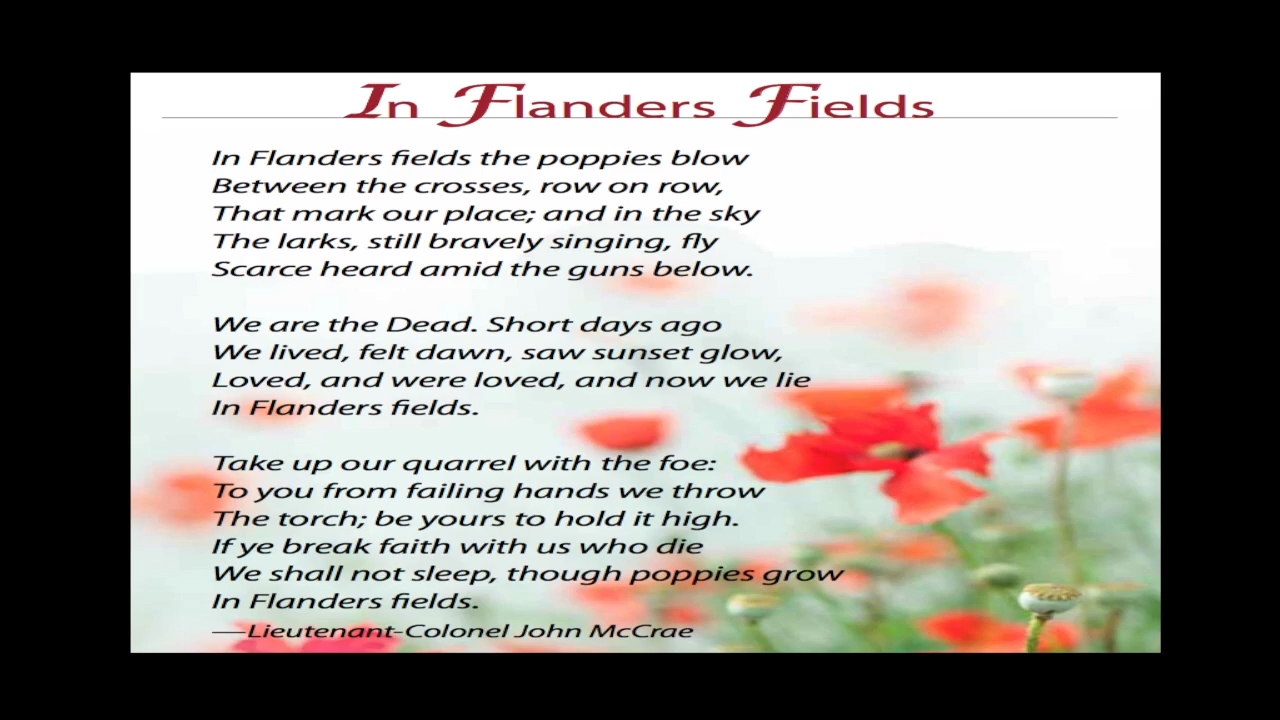 In Flanders Fields
In Flanders fields the poppies blow
Between the crosses, row on row,
That mark our place; and in the sky
The larks, still bravely singing, fly
Scarce heard amid the guns below.
We are the Dead. Short days ago
We lived, felt dawn, saw sunset glow,
Loved, and were loved, and now we lie
In Flanders fields.
Take up our quarrel with the foe:
To you from failing hands we throw
The torch; be yours to hold it high.
If ye break faith with us who die
We shall not sleep, though poppies grow
In Flanders fields.
—Lieutenant-Colonel John McCrae